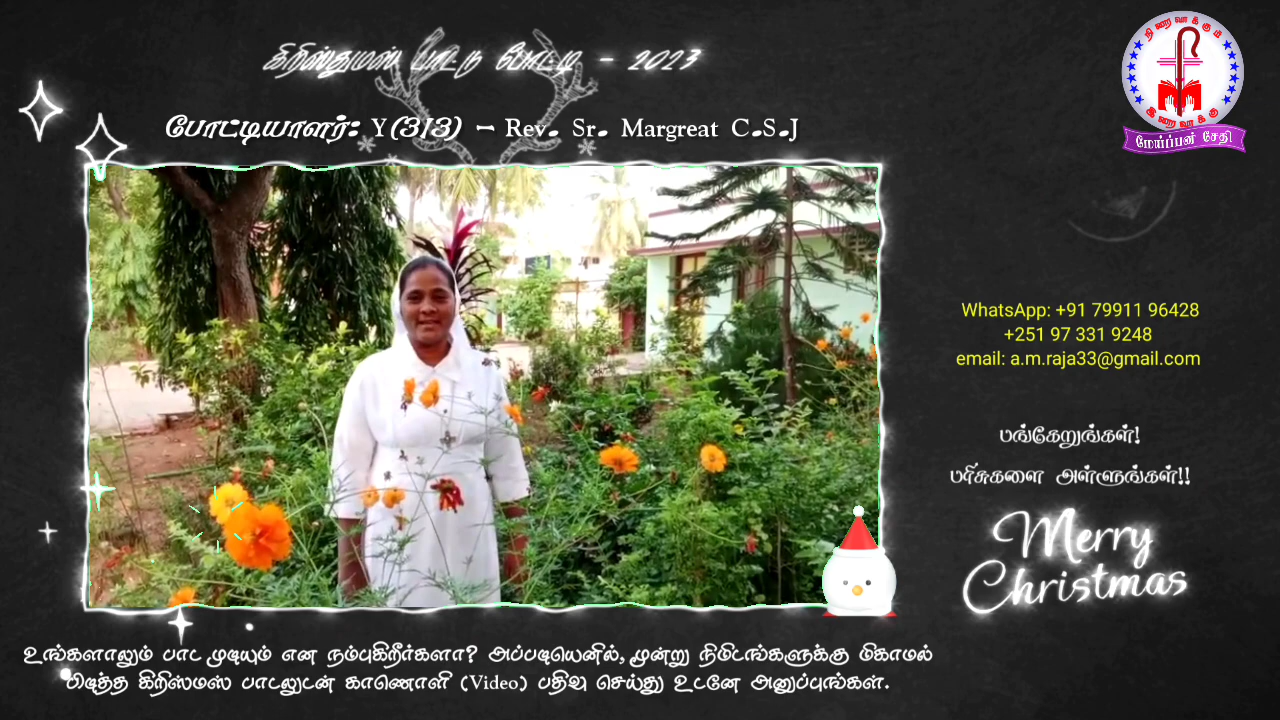 கிறிஸ்துமஸ் பாட்டு போட்டி - 2023
போட்டியாளர்: Y(313) - Rev. Sr. Margreat C.S.J
நிறைவாக்கும்
இறைவாக்கு
மேய்ப்பன் சேதி
WhatsApp: +91 79911 96428
+251 97 331 9248
email: a.m.raja33@gmail.com
பங்கேறுங்கள்!
பரிசுகளை அள்ளுங்கள்!!
Merry
Christmas
உங்களாலும் பாட முடியும் என நம்புகிறீர்களா? அப்படியெனில், மூன்று நிமிடங்களுக்கு மிகாமல்
பிடித்த கிறிஸ்மஸ் பாடலுடன் காணொளி (Video) பதிவு செய்து உடனே அனுப்புங்கள்.